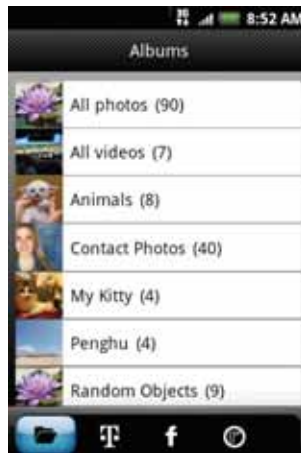 3G 8:52 AM
Albums
All photos (90)
All videos (7)
Animals (8)
Contact Photos (40)
My Kitty (4)
Penghu (4)
Random Objects (9)
T f